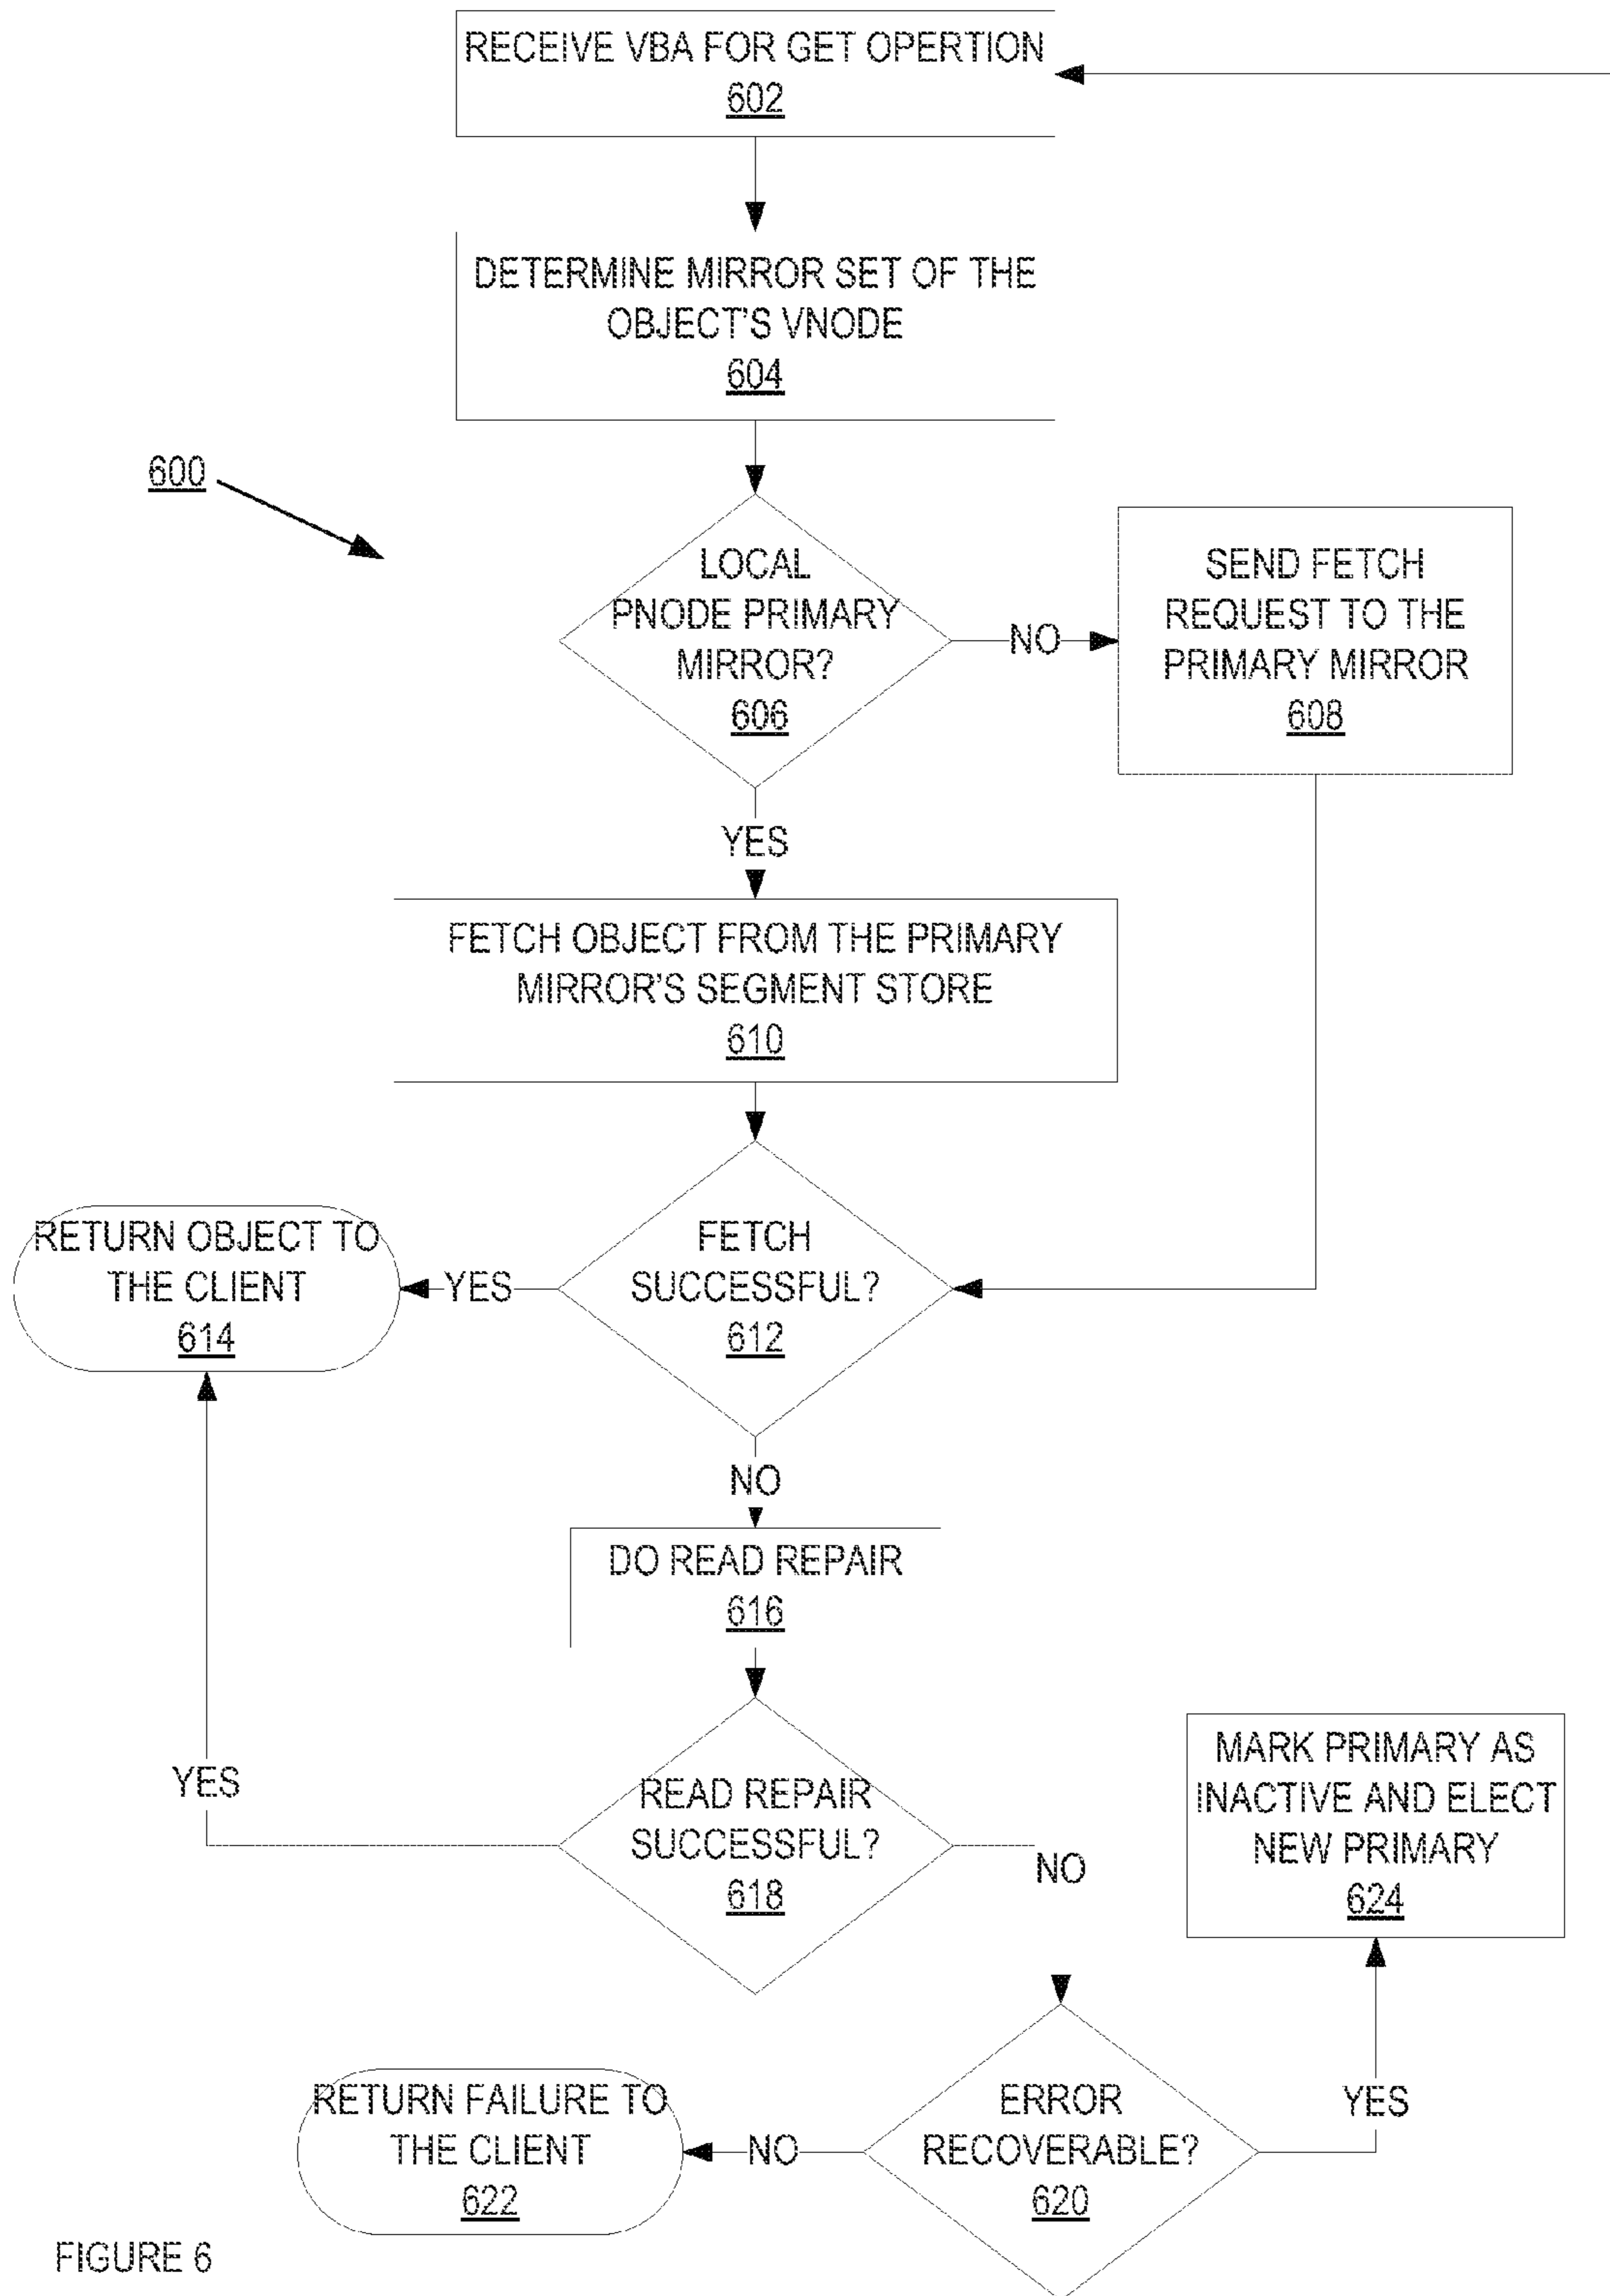 RECEIVE VBA FOR GET OPERTION
602
DETERMINE MIRROR SET OF THE
OBJECT'S VNODE
604
600
LOCAL
PNODE PRIMARY
MIRROR?
606
NO
SEND FETCH
REQUEST TO THE
PRIMARY MIRROR
608
YES
FETCH OBJECT FROM THE PRIMARY
MIRROR'S SEGMENT STORE
610
RETURN OBJECT TO
THE CLIENT
614
YES
FETCH
SUCCESSFUL?
612
NO
DO READ REPAIR
616
YES
READ REPAIR
SUCCESSFUL?
618
NO
MARK PRIMARY AS
INACTIVE AND ELECT
NEW PRIMARY
624
RETURN FAILURE TO
THE CLIENT
622
NO
ERROR
RECOVERABLE?
620
YES
FIGURE 6